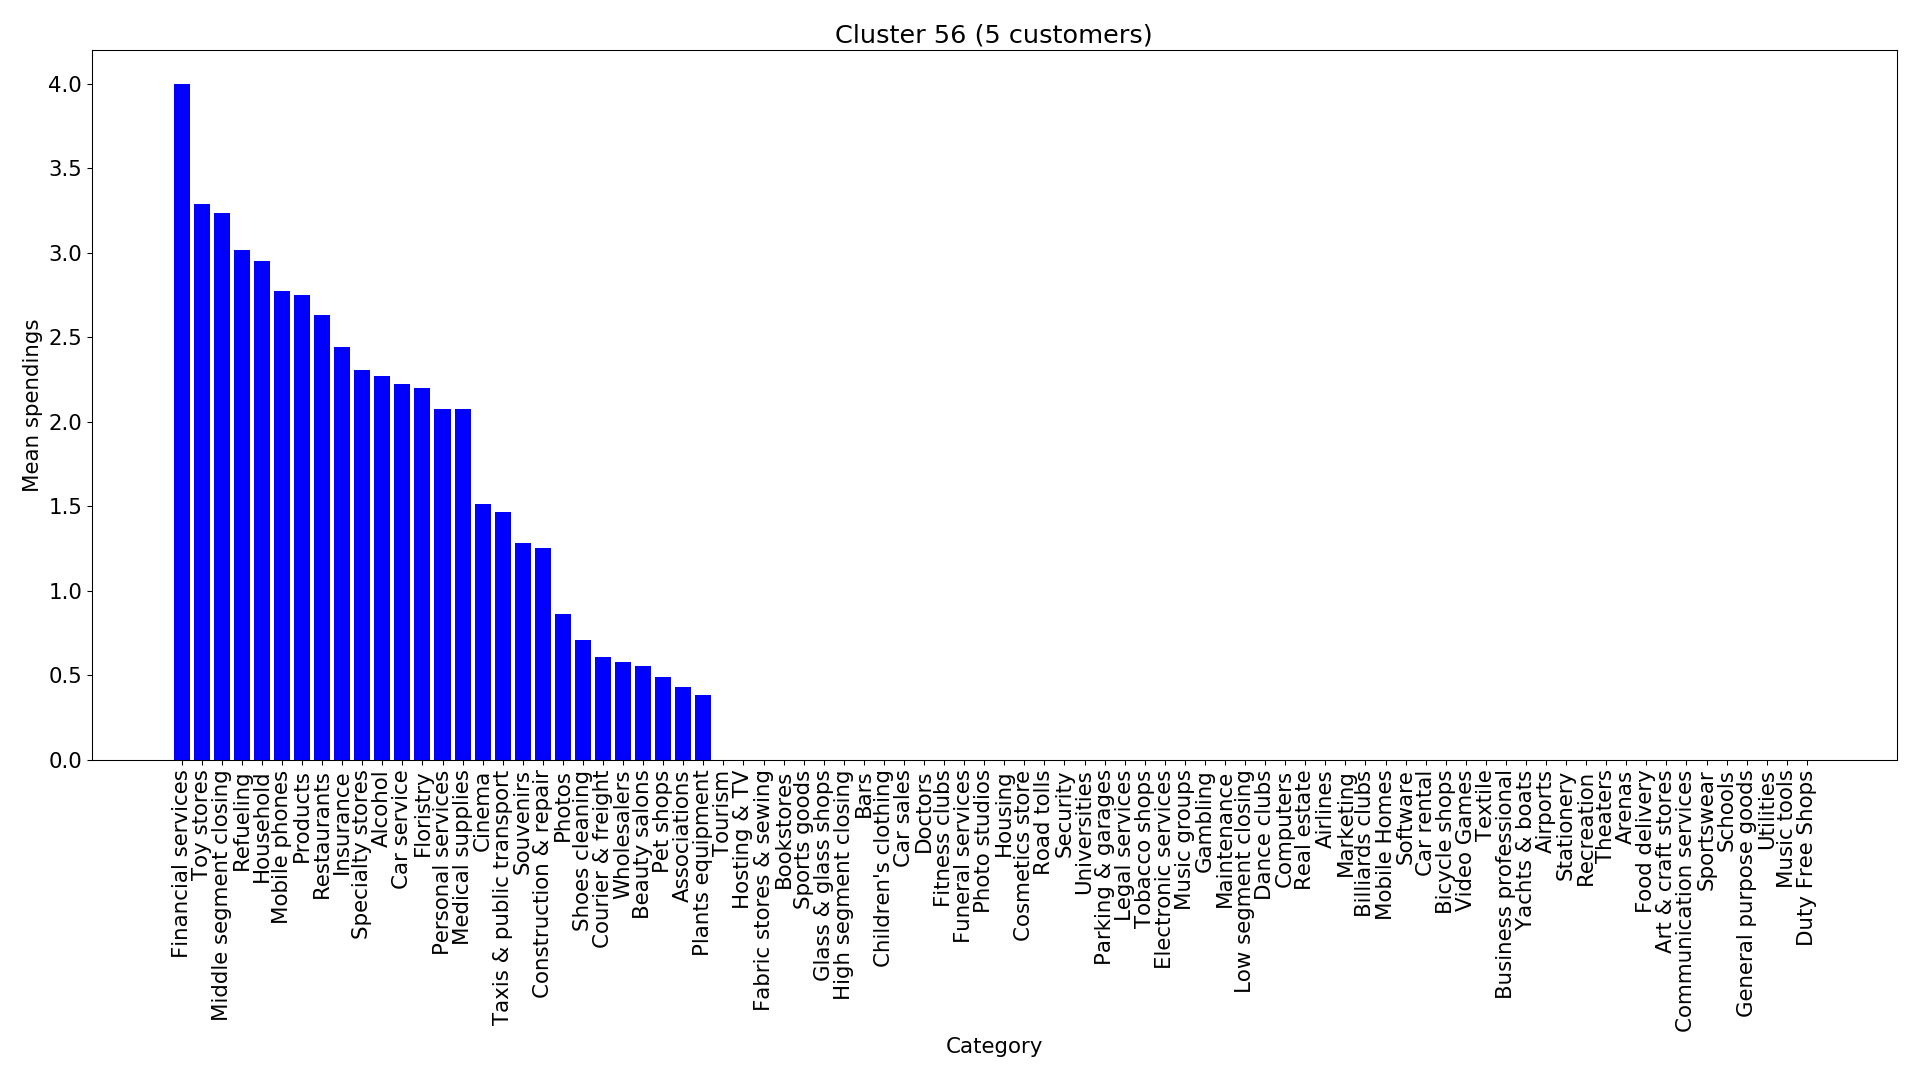 Cluster 56 (5 customers)
Mean spendings
4.0
3.5
3.0
2.5
2.0
1.5
1.0
0.5
0.0
Financial services
Toy stores
Middle segment closing
Refueling
Household
Mobile phones
Products
Restaurants
Insurance
Specialty stores
Alcohol
Car service
Floristry
Personal services
Medical supplies
Cinema
Taxis & public transport
Souvenirs
Construction & repair
Photos
Shoes cleaning
Courier & freight
Wholesalers
Beauty salons
Pet shops
Associations
Plants equipment
Tourism
Hosting & TV
Fabric stores & sewing
Bookstores
Sports goods
Glass & glass shops
High segment closing
Bars
Children's clothing
Car sales
Doctors
Fitness clubs
Funeral services
Photo studios
Housing
Cosmetics store
Road tolls
Security
Universities
Parking & garages
Legal services
Tobacco shops
Electronic services
Music groups
Gambling
Maintenance
Low segment closing
Dance clubs
Computers
Real estate
Airlines
Marketing
Billiards clubs
Mobile Homes
Software
Car rental
Bicycle shops
Video Games
Textile
Business professional
Yachts & boats
Airports
Stationery
Recreation
Theaters
Arenas
Food delivery
Art & craft stores
Communication services
Sportswear
Schools
General purpose goods
Utilities
Music tools
Duty Free Shops
Category